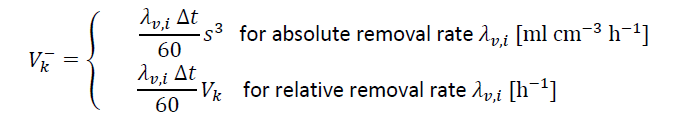 V_k^- = { (λ_{v,i} Δt / 60) s^3 for absolute removal rate λ_{v,i} [ml cm^{-3} h^{-1}]
(λ_{v,i} Δt / 60) V_k for relative removal rate λ_{v,i} [h^{-1}]